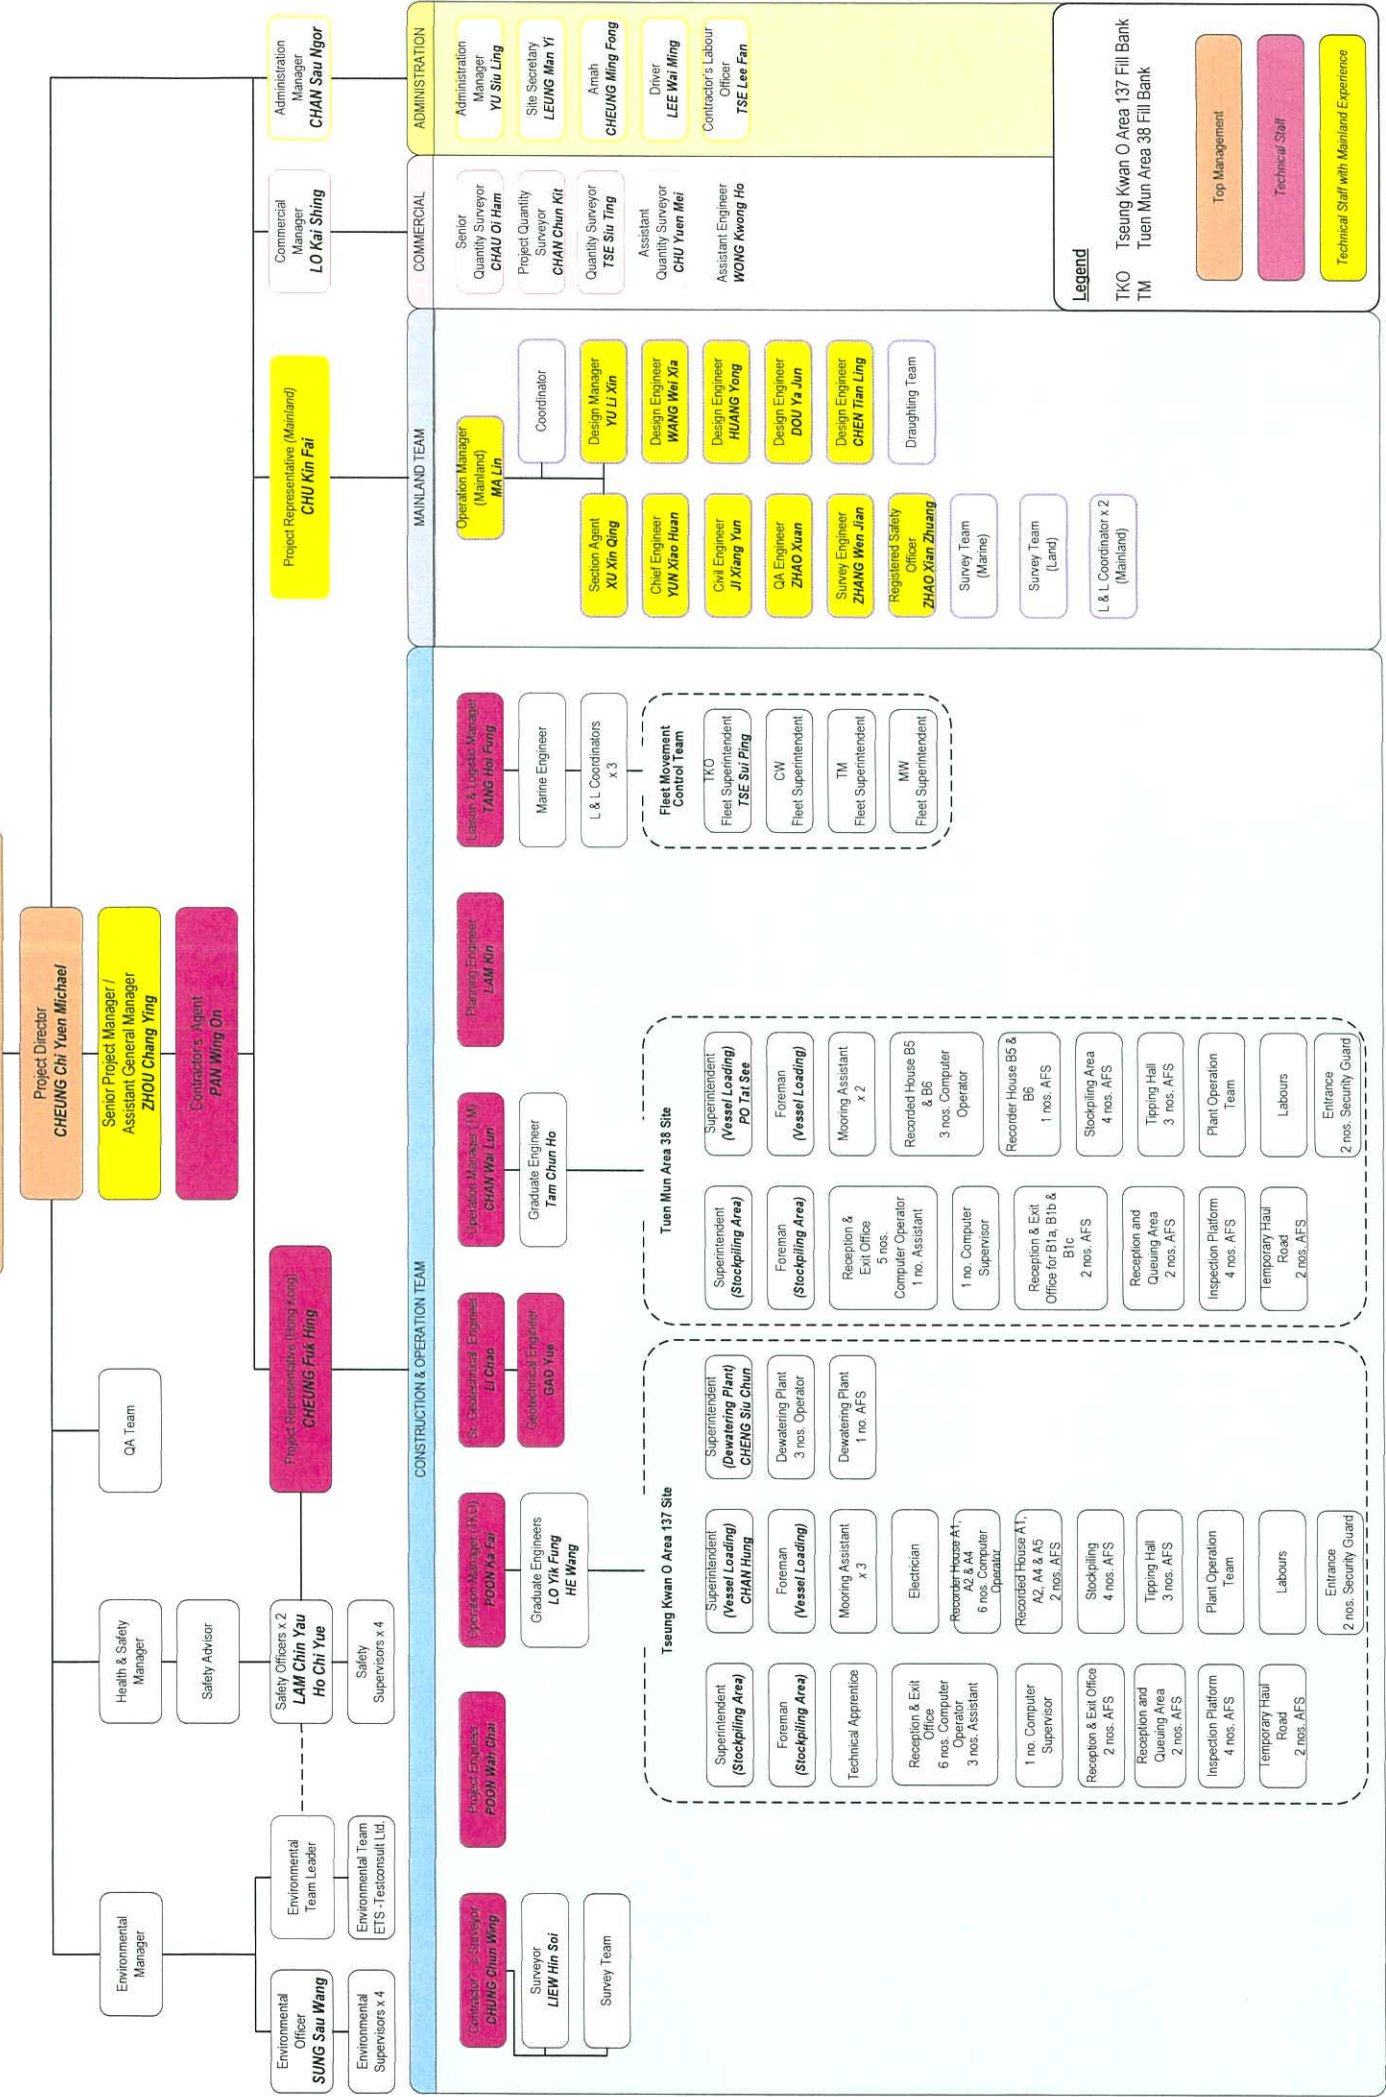 Project Director
CHEUNG Chi Yuen Michael
Senior Project Manager /
Assistant General Manager
ZHOU Chang Ying
Contractor's Agent
PAN Wing On
Environmental
Manager
Health & Safety
Manager
QA Team
Safety Advisor
Environmental
Officer
SUNG Sau Wang
Environmental
Team Leader
Safety Officers x 2
LAM Chin Yau
Ho Chi Yue
Project Representative (Hong Kong)
CHEUNG Fuk Hing
Project Representative (Mainland)
CHU Kin Fai
Commercial
Manager
LO Kai Shing
Administration
Manager
CHAN Sau Ngor
Environmental
Supervisors x 4
Environmental Team
ETS -Testconsult Ltd.
Safety
Supervisors x 4
CONSTRUCTION & OPERATION TEAM
Contractor's Surveyor
CHUNG Chun Wing
Surveyor
LIEW Hin Soi
Survey Team
Project Engineer
POON Wah Chai
Operation Manager (TKO)
POON Ka Fai
Graduate Engineers
LO Yik Fung
HE Wang
Sr. Geotechnical Engineer
LI Chao
Geotechnical Engineer
GAO Yue
Operation Manager (TM)
CHAN Wai Lun
Graduate Engineer
Tam Chun Ho
Planning Engineer
LAM Kin
Liaison & Logistic Manager
TANG Hoi Fung
Marine Engineer
L & L Coordinators
x 3
Fleet Movement
Control Team
TKO
Fleet Superintendent
TSE Sui Ping
CW
Fleet Superintendent
TM
Fleet Superintendent
MW
Fleet Superintendent
Tseung Kwan O Area 137 Site
Superintendent
(Stockpiling Area)
Foreman
(Stockpiling Area)
Technical Apprentice
Reception & Exit
Office
6 nos. Computer
Operator
3 nos. Assistant
1 no. Computer
Supervisor
Reception & Exit Office
2 nos. AFS
Reception and
Queuing Area
2 nos. AFS
Inspection Platform
4 nos. AFS
Temporary Haul
Road
2 nos. AFS
Superintendent
(Vessel Loading)
CHAN Hung
Foreman
(Vessel Loading)
Mooring Assistant
x 3
Electrician
Recorder House A1,
A2 & A4
6 nos. Computer
Operator
Recorded House A1,
A2, A4 & A5
2 nos. AFS
Stockpiling
4 nos. AFS
Tipping Hall
3 nos. AFS
Plant Operation
Team
Labours
Entrance
2 nos. Security Guard
Superintendent
(Dewatering Plant)
CHENG Siu Chun
Dewatering Plant
3 nos. Operator
Dewatering Plant
1 no. AFS
Tuen Mun Area 38 Site
Superintendent
(Stockpiling Area)
Foreman
(Stockpiling Area)
Reception &
Exit Office
5 nos.
Computer Operator
1 no. Assistant
1 no. Computer
Supervisor
Reception & Exit
Office for B1a, B1b &
B1c
2 nos. AFS
Reception and
Queuing Area
2 nos. AFS
Inspection Platform
4 nos. AFS
Temporary Haul
Road
2 nos. AFS
Superintendent
(Vessel Loading)
PO Tat See
Foreman
(Vessel Loading)
Mooring Assistant
x 2
Recorded House B5
& B6
3 nos. Computer
Operator
Recorder House B5 &
B6
1 nos. AFS
Stockpiling Area
4 nos. AFS
Tipping Hall
3 nos. AFS
Plant Operation
Team
Labours
Entrance
2 nos. Security Guard
MAINLAND TEAM
Operation Manager
(Mainland)
MA Lin
Coordinator
Section Agent
XU Xin Qing
Chief Engineer
YUN Xiao Huan
Civil Engineer
JI Xiang Yun
QA Engineer
ZHAO Xuan
Survey Engineer
ZHANG Wen Jian
Registered Safety
Officer
ZHAO Xian Zhuang
Survey Team
(Marine)
Survey Team
(Land)
L & L Coordinator x 2
(Mainland)
Design Manager
YU Li Xin
Design Engineer
WANG Wei Xia
Design Engineer
HUANG Yong
Design Engineer
DOU Ya Jun
Design Engineer
CHEN Tian Ling
Draughting Team
COMMERCIAL
Senior
Quantity Surveyor
CHAU Oi Ham
Project Quantity
Surveyor
CHAN Chun Kit
Quantity Surveyor
TSE Siu Ting
Assistant
Quantity Surveyor
CHU Yuen Mei
Assistant Engineer
WONG Kwong Ho
ADMINISTRATION
Administration
Manager
YU Siu Ling
Site Secretary
LEUNG Man Yi
Amah
CHEUNG Ming Fong
Driver
LEE Wai Ming
Contractor's Labour
Officer
TSE Lee Fan
Legend
TKO Tseung Kwan O Area 137 Fill Bank
TM Tuen Mun Area 38 Fill Bank
Top Management
Technical Staff
Technical Staff with Mainland Experience